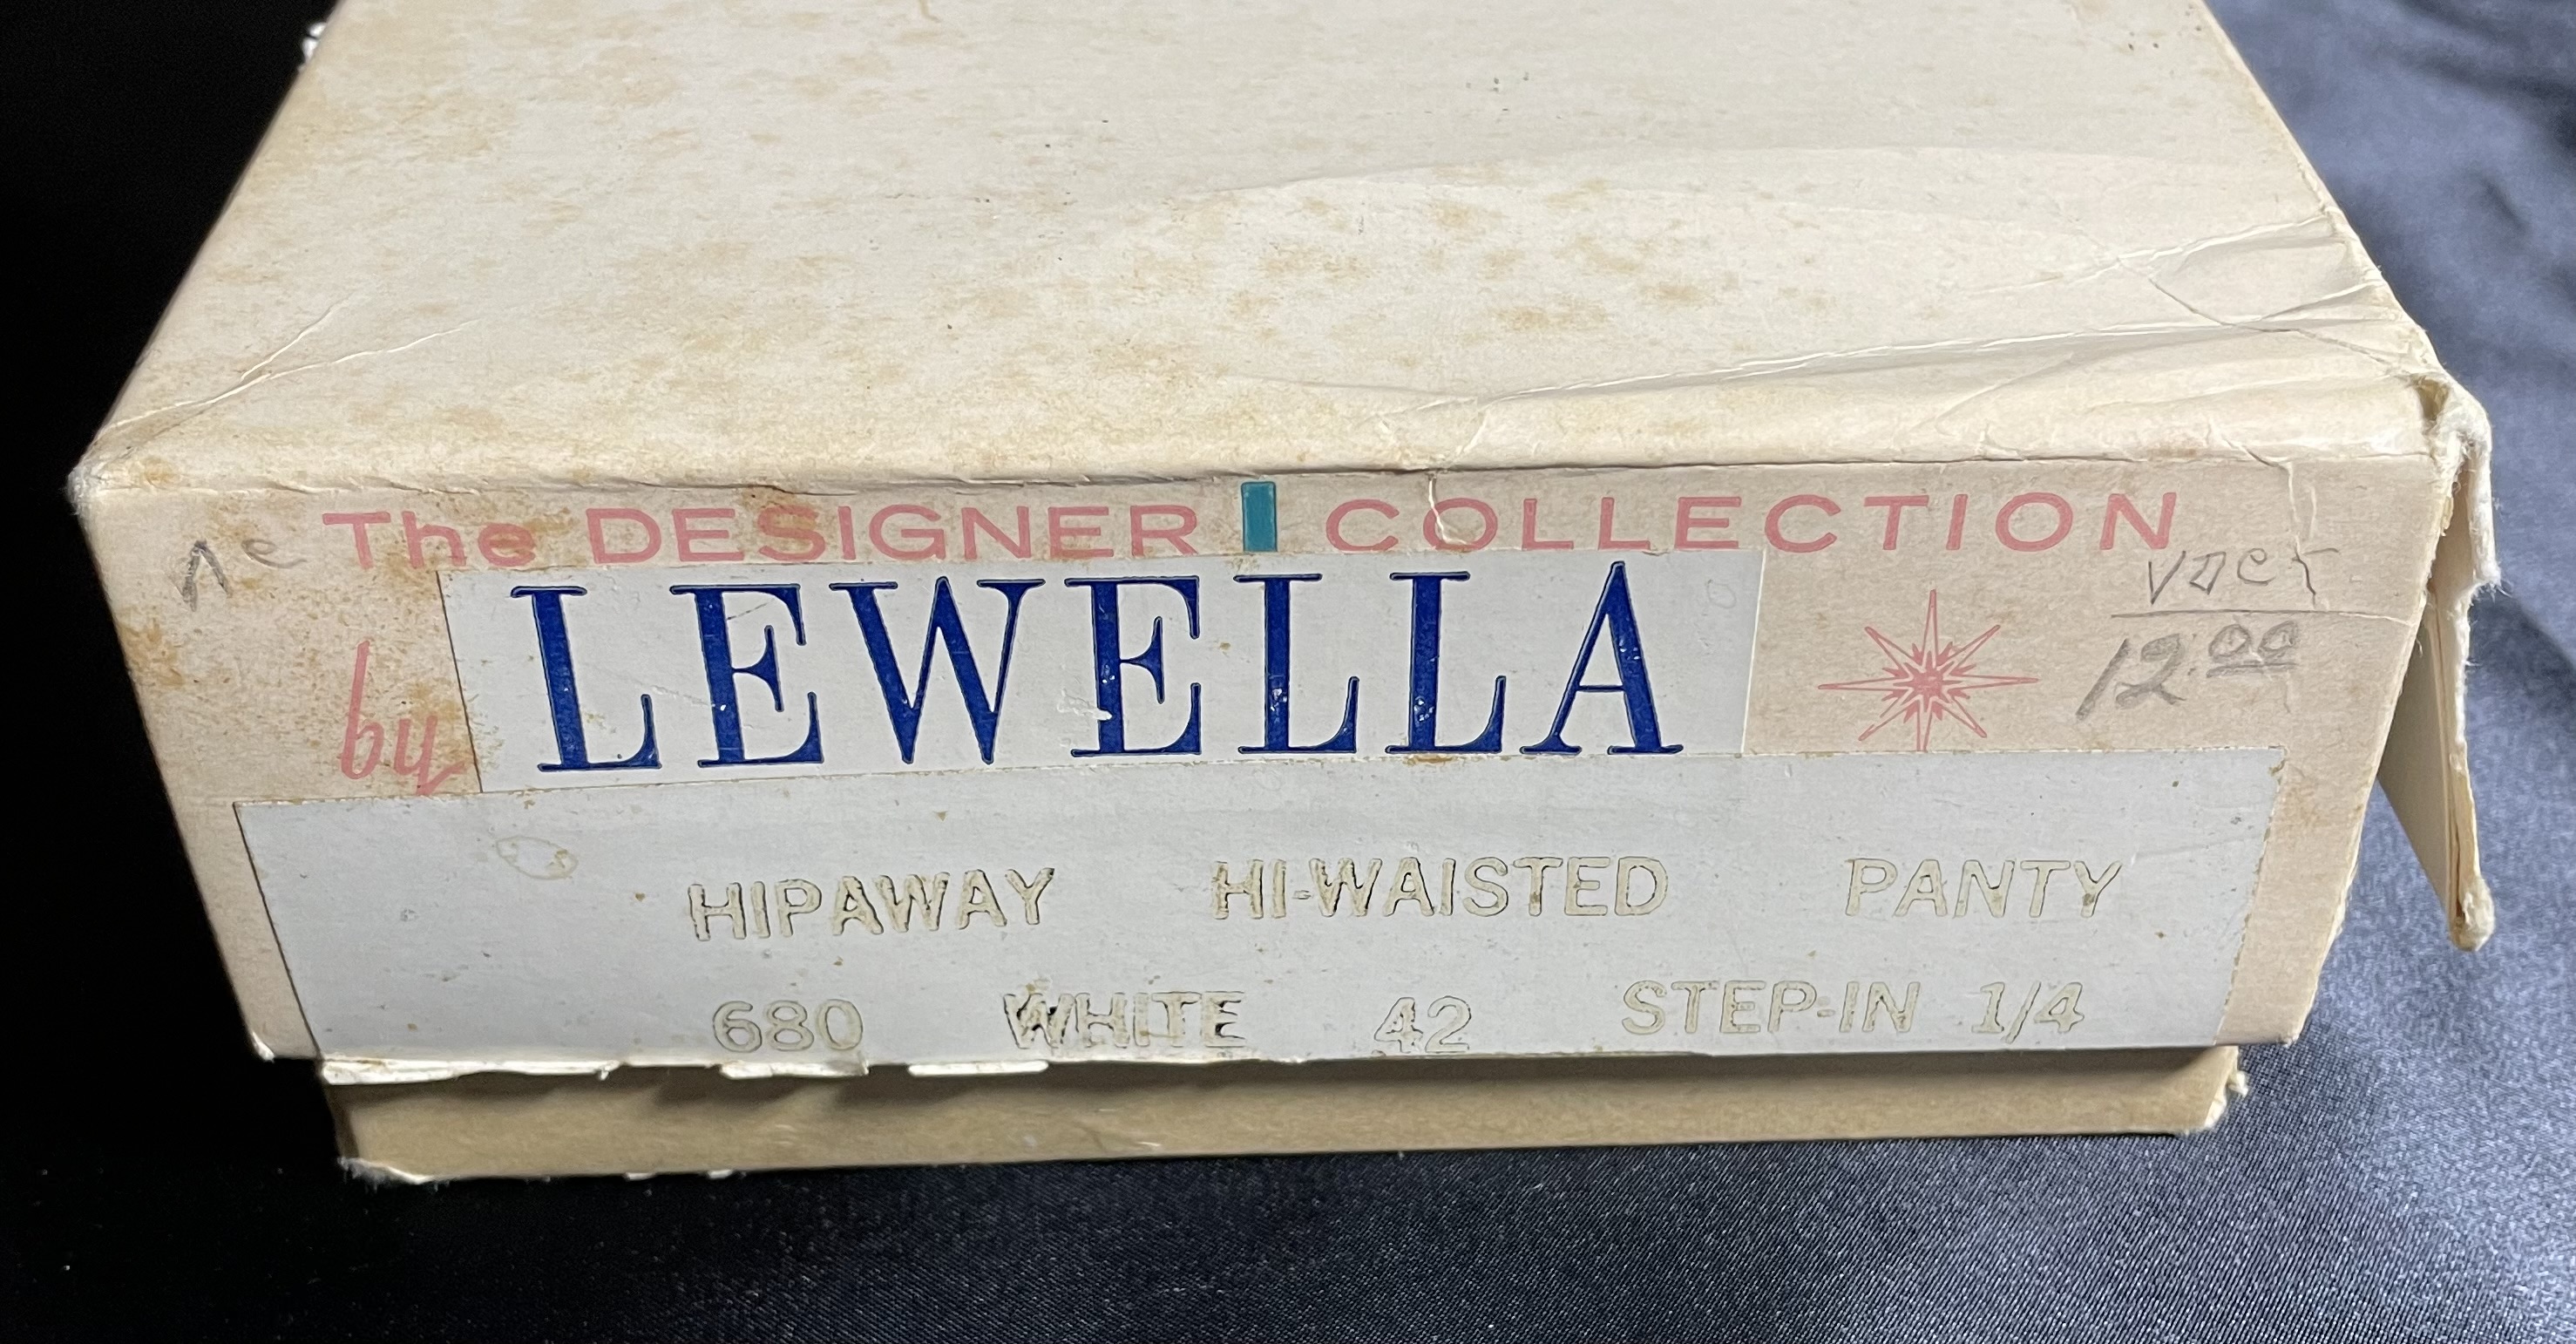 The DESIGNER COLLECTION
by LEWELLA
12.00
HIPAWAY HI-WAISTED PANTY
680 WHITE 42 STEP-IN 1/4